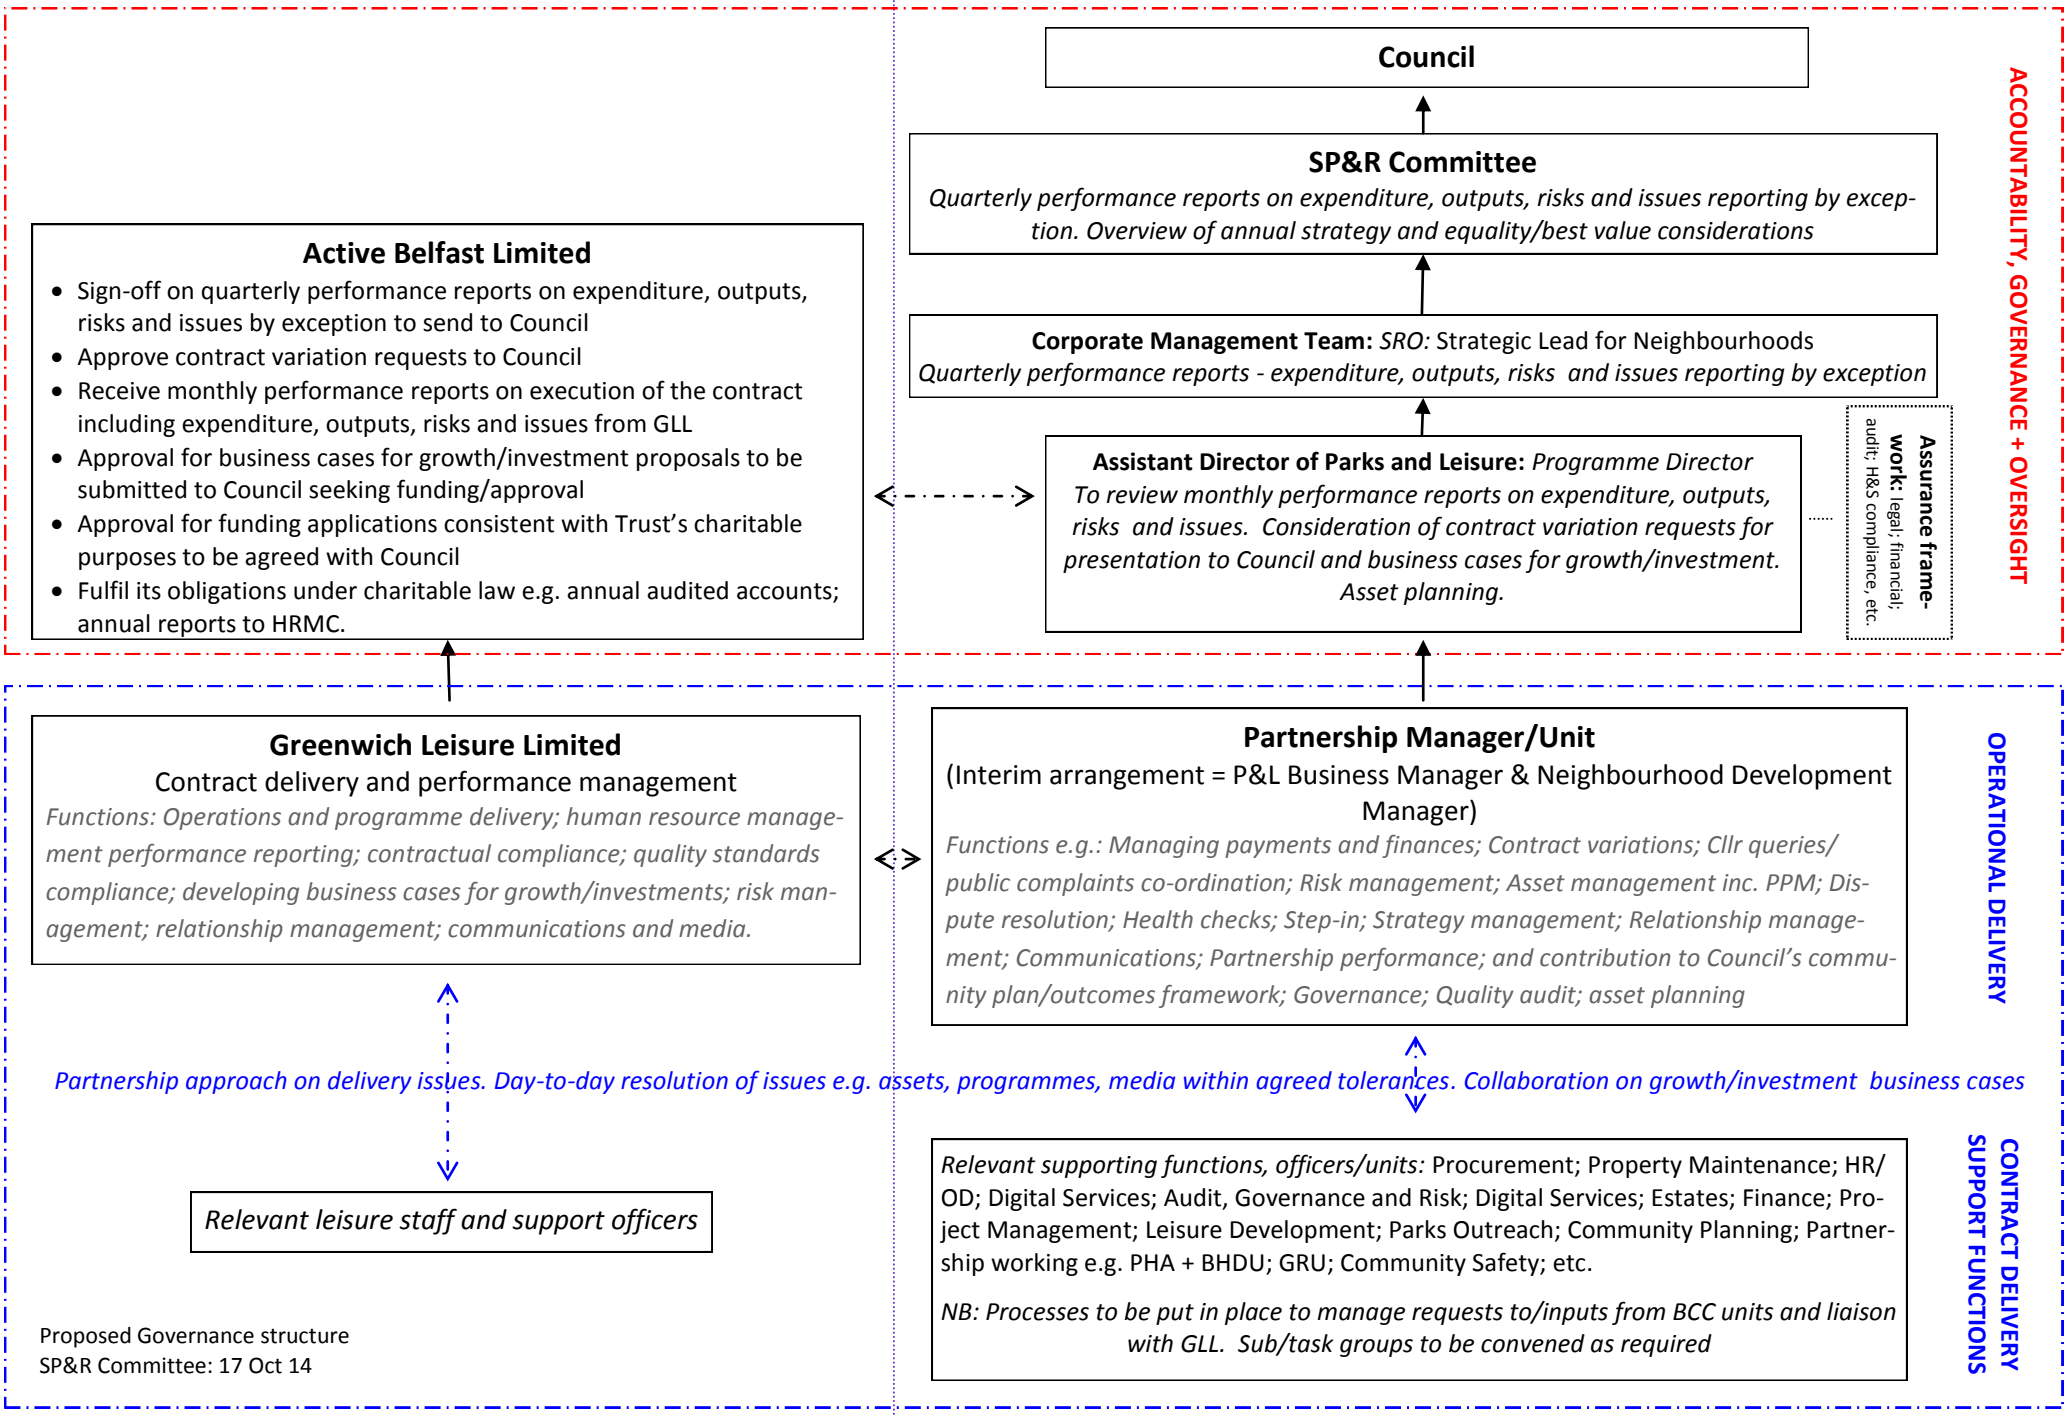 Council
SP&R Committee
Quarterly performance reports on expenditure, outputs, risks and issues reporting by excep-
tion. Overview of annual strategy and equality/best value considerations
Active Belfast Limited
• Sign-off on quarterly performance reports on expenditure, outputs,
risks and issues by exception to send to Council
• Approve contract variation requests to Council
• Receive monthly performance reports on execution of the contract
including expenditure, outputs, risks and issues from GLL
• Approval for business cases for growth/investment proposals to be
submitted to Council seeking funding/approval
• Approval for funding applications consistent with Trust's charitable
purposes to be agreed with Council
• Fulfil its obligations under charitable law e.g. annual audited accounts;
annual reports to HRMC.
Corporate Management Team: SRO: Strategic Lead for Neighbourhoods
Quarterly performance reports - expenditure, outputs, risks  and issues reporting by exception
Assistant Director of Parks and Leisure: Programme Director
To review monthly performance reports on expenditure, outputs,
risks  and issues.  Consideration of contract variation requests for
presentation to Council and business cases for growth/investment.
Asset planning.
Assurance frame-
work: legal; financial;
audit; H&S compliance, etc.
ACCOUNTABILITY, GOVERNANCE + OVERSIGHT
Greenwich Leisure Limited
Contract delivery and performance management
Functions: Operations and programme delivery; human resource manage-
ment performance reporting; contractual compliance; quality standards
compliance; developing business cases for growth/investments; risk man-
agement; relationship management; communications and media.
Partnership Manager/Unit
(Interim arrangement = P&L Business Manager & Neighbourhood Development
Manager)
Functions e.g.: Managing payments and finances; Contract variations; Cllr queries/
public complaints co-ordination; Risk management; Asset management inc. PPM; Dis-
pute resolution; Health checks; Step-in; Strategy management; Relationship manage-
ment; Communications; Partnership performance; and contribution to Council's commu-
nity plan/outcomes framework; Governance; Quality audit; asset planning
OPERATIONAL DELIVERY
Partnership approach on delivery issues. Day-to-day resolution of issues e.g. assets, programmes, media within agreed tolerances. Collaboration on growth/investment  business cases
Relevant leisure staff and support officers
Relevant supporting functions, officers/units: Procurement; Property Maintenance; HR/
OD; Digital Services; Audit, Governance and Risk; Digital Services; Estates; Finance; Pro-
ject Management; Leisure Development; Parks Outreach; Community Planning; Partner-
ship working e.g. PHA + BHDU; GRU; Community Safety; etc.
NB: Processes to be put in place to manage requests to/inputs from BCC units and liaison
with GLL.  Sub/task groups to be convened as required
CONTRACT DELIVERY
SUPPORT FUNCTIONS
Proposed Governance structure
SP&R Committee: 17 Oct 14